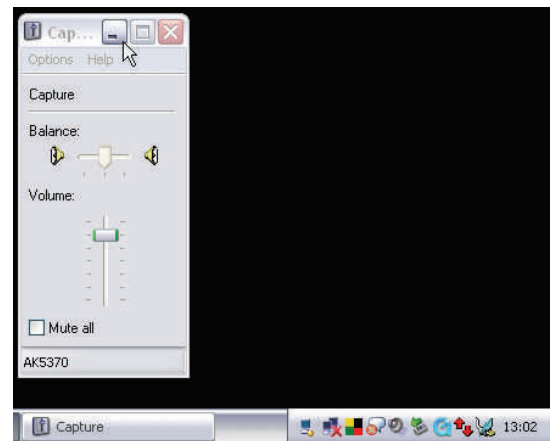 Cap...
Options Help
Capture
Balance:
Volume:
Mute all
AK5370
Capture
13:02